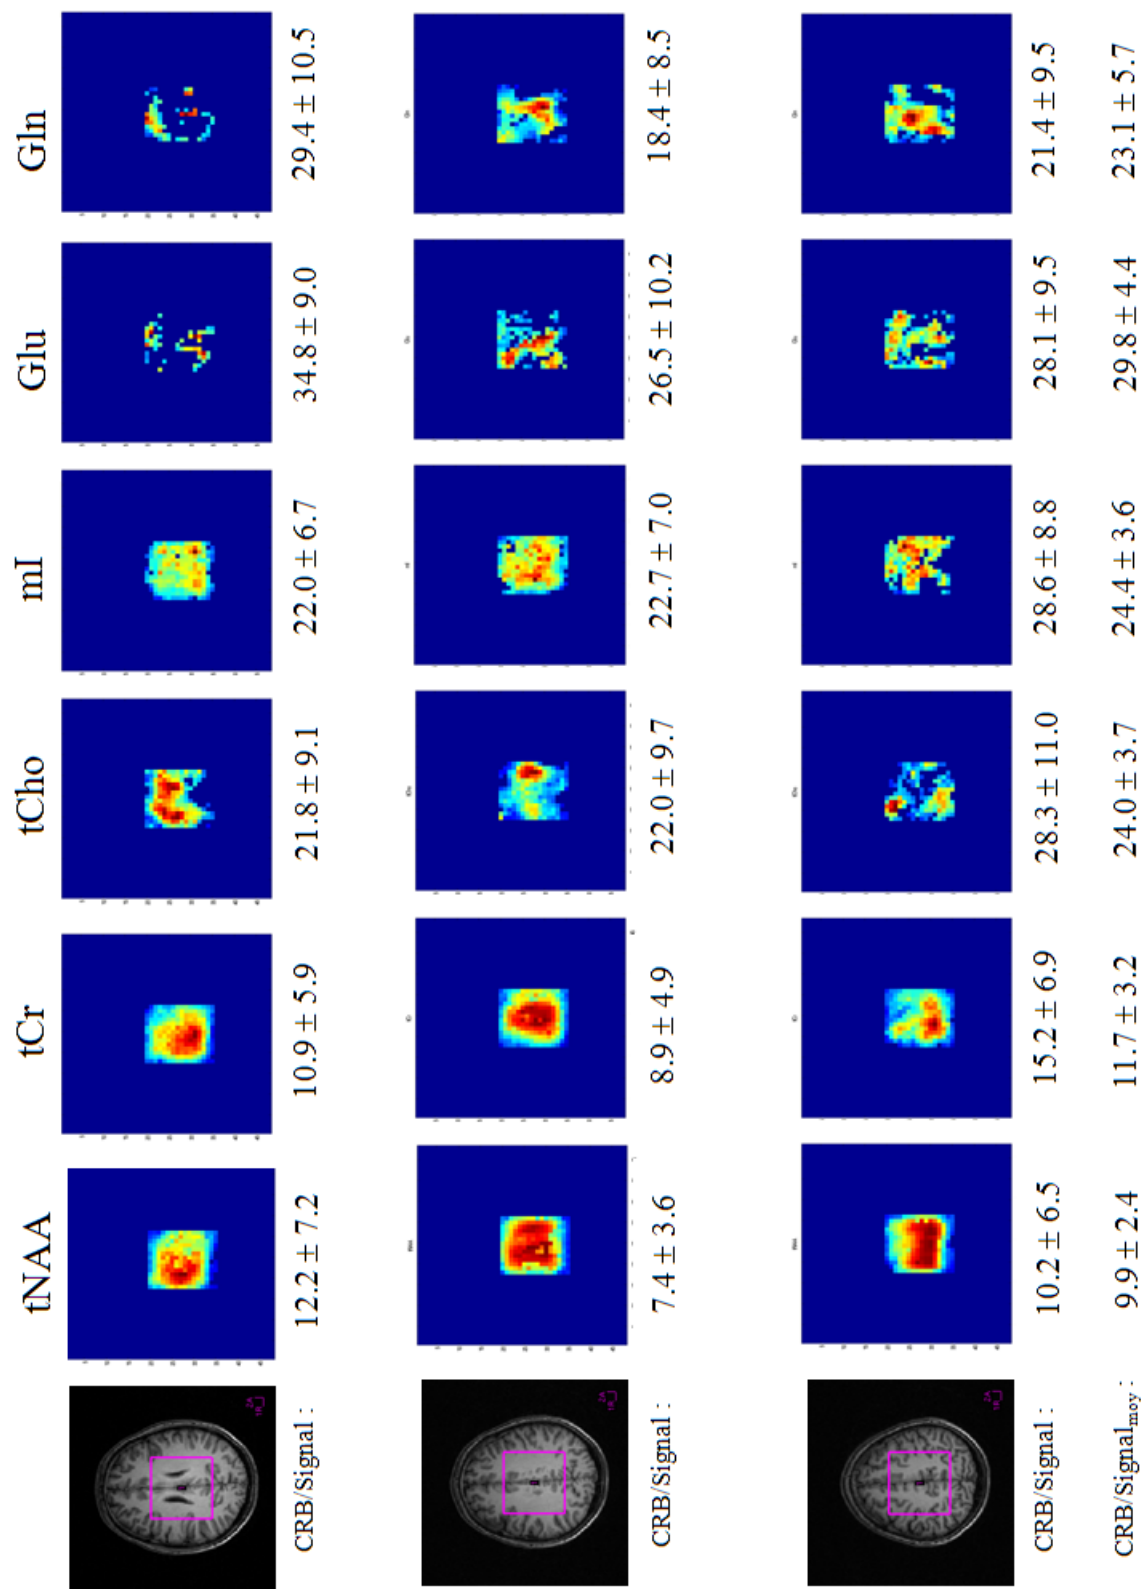 tNAA tCr tCho mI Glu Gln
CRB/Signal : 12.2 ± 7.2 10.9 ± 5.9 21.8 ± 9.1 22.0 ± 6.7 34.8 ± 9.0 29.4 ± 10.5
CRB/Signal : 7.4 ± 3.6 8.9 ± 4.9 22.0 ± 9.7 22.7 ± 7.0 26.5 ± 10.2 18.4 ± 8.5
CRB/Signal : 10.2 ± 6.5 15.2 ± 6.9 28.3 ± 11.0 28.6 ± 8.8 28.1 ± 9.5 21.4 ± 9.5
CRB/Signalmoy : 9.9 ± 2.4 11.7 ± 3.2 24.0 ± 3.7 24.4 ± 3.6 29.8 ± 4.4 23.1 ± 5.7